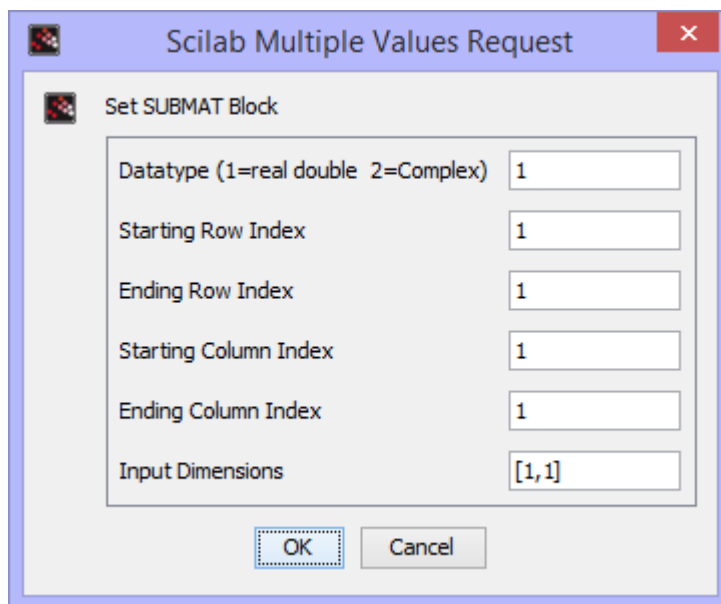 Scilab Multiple Values Request
Set SUBMAT Block
Datatype (1=real double  2=Complex) 1
Starting Row Index 1
Ending Row Index 1
Starting Column Index 1
Ending Column Index 1
Input Dimensions [1,1]
OK Cancel